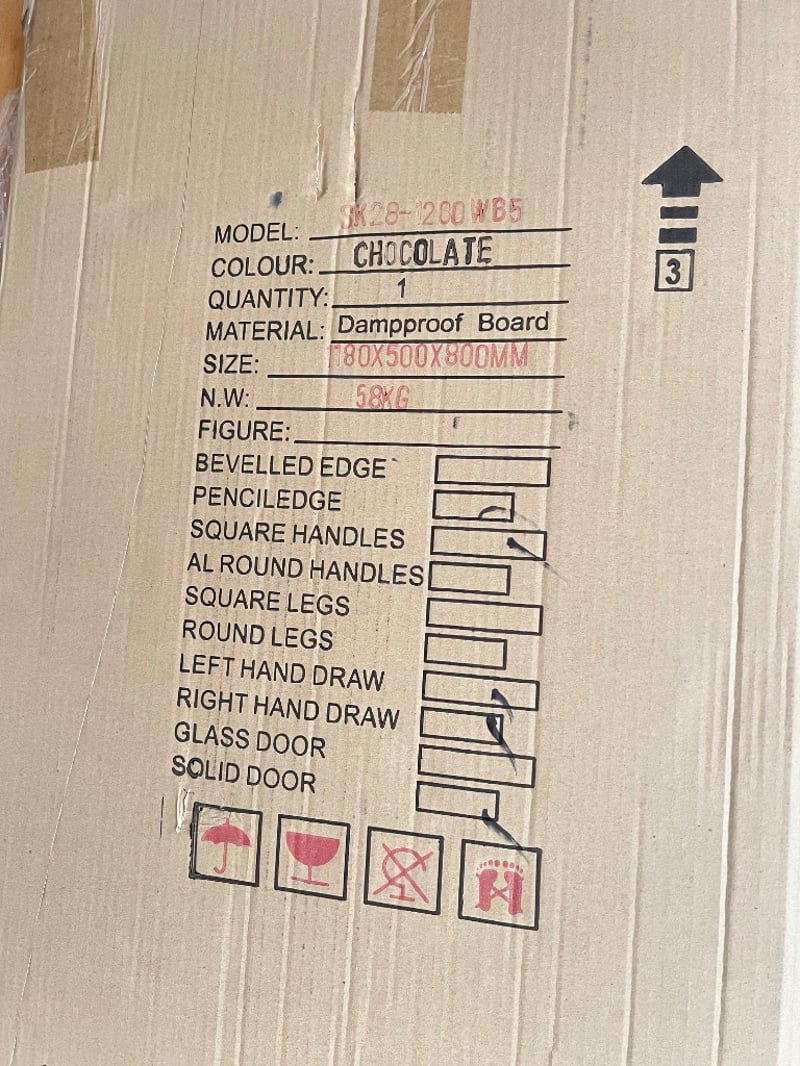 MODEL: SK28-1200WB5
COLOUR: CHOCOLATE
QUANTITY: 1
MATERIAL: Dampproof Board
SIZE: 1180X500X800MM
N.W: 58KG
FIGURE:
BEVELLED EDGE
PENCILEDGE
SQUARE HANDLES
AL ROUND HANDLES
SQUARE LEGS
ROUND LEGS
LEFT HAND DRAW
RIGHT HAND DRAW
GLASS DOOR
SOLID DOOR
3